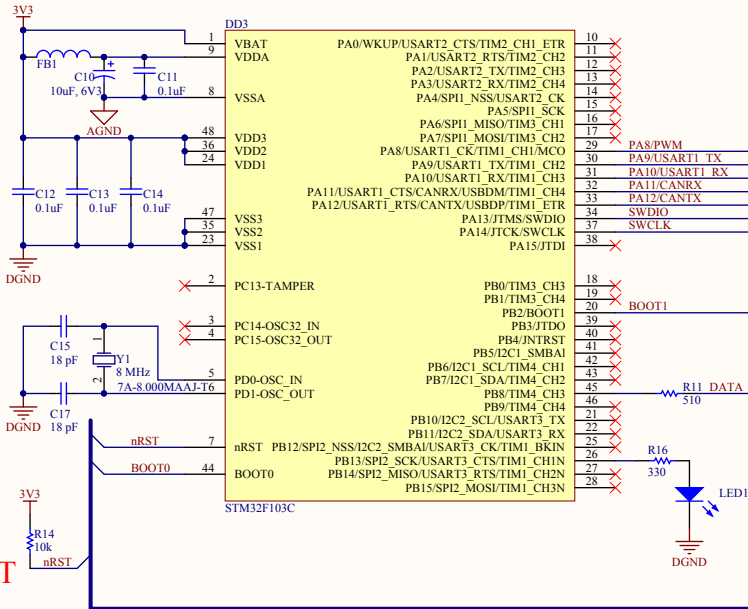 3V3
DD3
1 VBAT PA0/WKUP/USART2_CTS/TIM2_CH1_ETR 10
9 VDDA PA1/USART2_RTS/TIM2_CH2 11
FB1
PA2/USART2_TX/TIM2_CH3 12
C10 C11 PA3/USART2_RX/TIM2_CH4 13
10uF, 6V3 0.1uF
8 VSSA PA4/SPI1_NSS/USART2_CK 14
PA5/SPI1_SCK 15
PA6/SPI1_MISO/TIM3_CH1 16
AGND
48 VDD3 PA7/SPI1_MOSI/TIM3_CH2 17
36 VDD2 PA8/USART1_CK/TIM1_CH1/MCO 29 PA8/PWM
24 VDD1 PA9/USART1_TX/TIM1_CH2 30 PA9/USART1_TX
PA10/USART1_RX/TIM1_CH3 31 PA10/USART1_RX
C12 C13 C14 PA11/USART1_CTS/CANRX/USBDM/TIM1_CH4 32 PA11/CANRX
0.1uF 0.1uF 0.1uF PA12/USART1_RTS/CANTX/USBDP/TIM1_ETR 33 PA12/CANTX
47 VSS3 PA13/JTMS/SWDIO 34 SWDIO
35 VSS2 PA14/JTCK/SWCLK 37 SWCLK
23 VSS1 PA15/JTDI 38
DGND
2 PC13-TAMPER PB0/TIM3_CH3 18
PB1/TIM3_CH4 19
PB2/BOOT1 20 BOOT1
3 PC14-OSC32_IN PB3/JTDO 39
4 PC15-OSC32_OUT PB4/JNTRST 40
C15
18 pF
1
Y1
8 MHz
2
PB5/I2C1_SMBAl 41
PB6/I2C1_SCL/TIM4_CH1 42
5 PD0-OSC_IN PB7/I2C1_SDA/TIM4_CH2 43
7A-8.000MAAJ-T 6 PD1-OSC_OUT PB8/TIM4_CH3 45 R11 DATA
510
C17
18 pF
DGND
PB9/TIM4_CH4 46
PB10/I2C2_SCL/USART3_TX 21
PB11/I2C2_SDA/USART3_RX 22
nRST 7 nRST PB12/SPI2_NSS/I2C2_SMBAl/USART3_CK/TIM1_BKIN 25
PB13/SPI2_SCK/USART3_CTS/TIM1_CH1N 26 R16
330
BOOT0 44 BOOT0 PB14/SPI2_MISO/USART3_RTS/TIM1_CH2N 27
PB15/SPI2_MOSI/TIM1_CH3N 28
LED1
3V3
STM32F103C
R14
10k
DGND
nRST
T